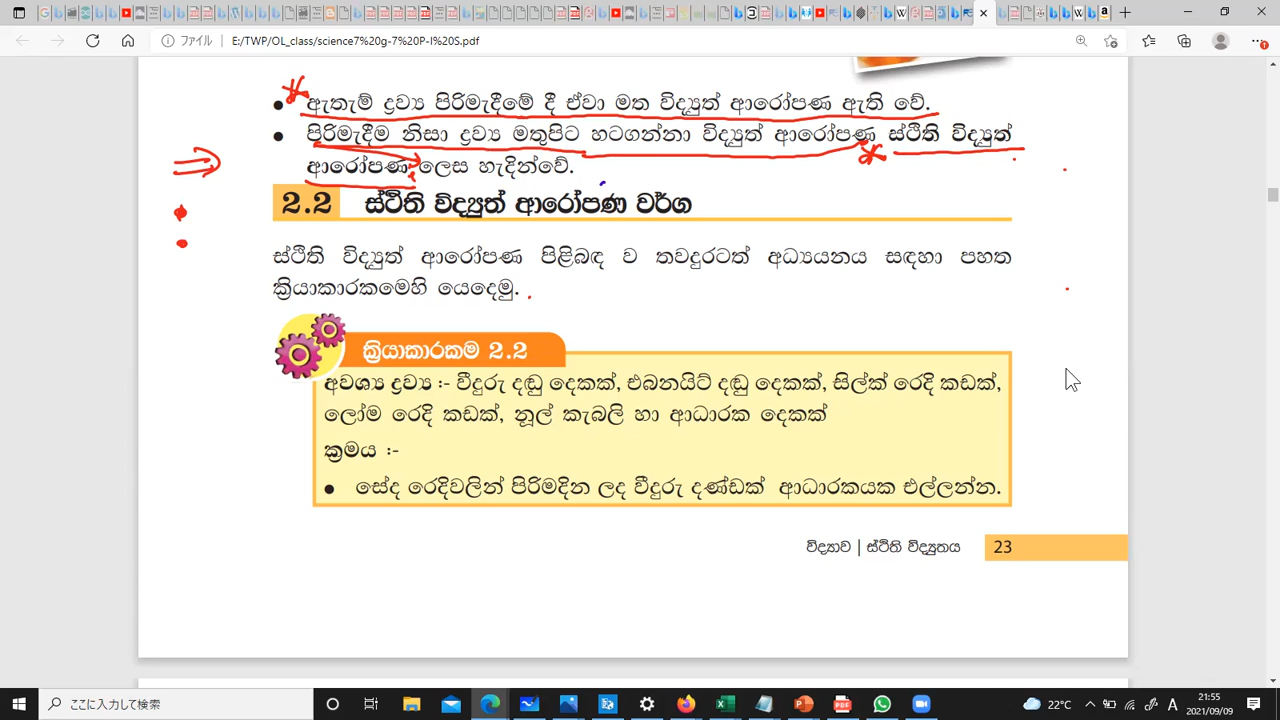 ファイル
E:/TWP/OL_class/science7%20g-7%20P-I%20S.pdf
ඇතැම් ද්‍රව්‍ය පිරිමැදීමේ දී ඒවා මත විද්‍යුත් ආරෝපණ ඇති වේ.
පිරිමැදීම නිසා ද්‍රව්‍ය මතුපිට හටගන්නා විද්‍යුත් ආරෝපණ ස්ථිති විද්‍යුත්
ආරෝපණ ලෙස හැදින්වේ.
2.2 ස්ථිති විද්‍යුත් ආරෝපණ වර්ග
ස්ථිති විද්‍යුත් ආරෝපණ පිළිබඳ ව තවදුරටත් අධ්‍යයනය සඳහා පහත
ක්‍රියාකාරකමෙහි යෙදෙමු.
ක්‍රියාකාරකම 2.2
අවශ්‍ය ද්‍රව්‍ය :- වීදුරු දඬු දෙකක්, එබනයිට් දඬු දෙකක්, සිල්ක් රෙදි කඩක්,
ලෝම රෙදි කඩක්, නූල් කැබලි හා ආධාරක දෙකක්
ක්‍රමය :-
සේද රෙදිවලින් පිරිමදින ලද වීදුරු දණ්ඩක් ආධාරකයක එල්ලන්න.
විද්‍යාව | ස්ථිති විද්‍යුතය 23
ここに入力して検索
22°C
A
21:55
2021/09/09